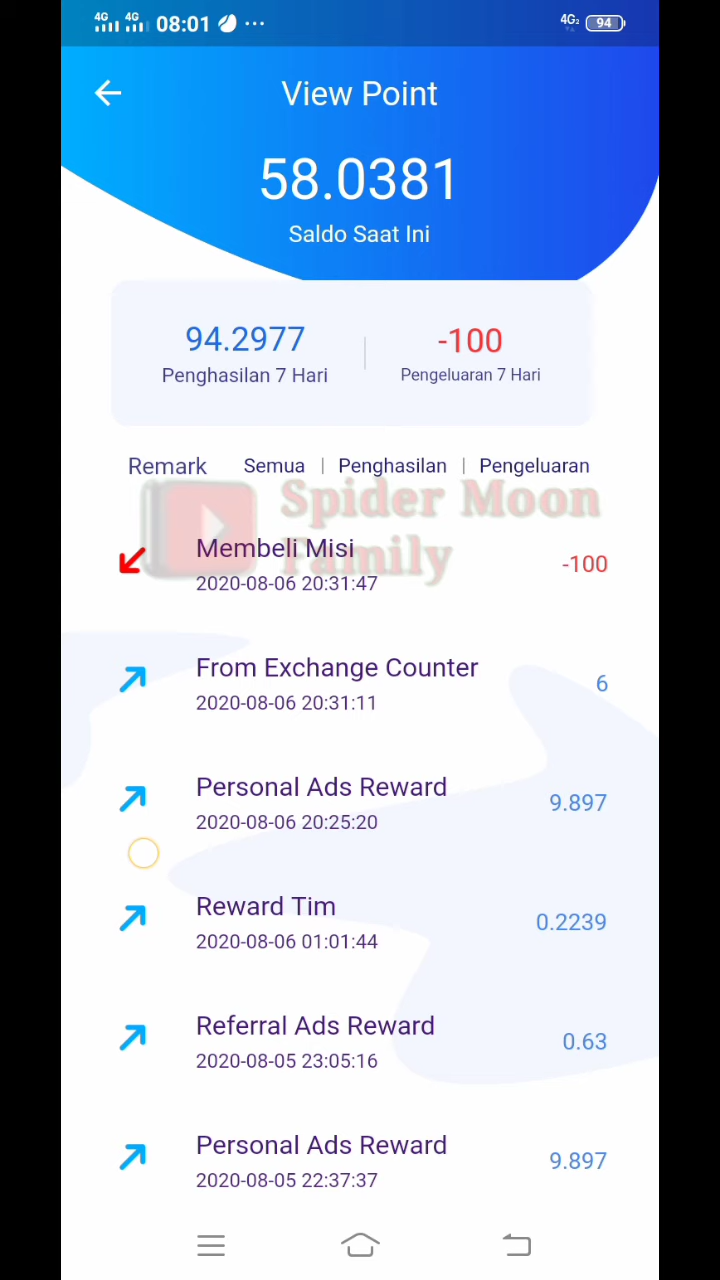 4G 4G 08:01 ... 4G2 94
View Point
58.0381
Saldo Saat Ini
94.2977 -100
Penghasilan 7 Hari Pengeluaran 7 Hari
Remark Semua | Penghasilan | Pengeluaran
Spider Moon
Family
Membeli Misi
2020-08-06 20:31:47
-100
From Exchange Counter
2020-08-06 20:31:11
6
Personal Ads Reward
2020-08-06 20:25:20
9.897
Reward Tim
2020-08-06 01:01:44
0.2239
Referral Ads Reward
2020-08-05 23:05:16
0.63
Personal Ads Reward
2020-08-05 22:37:37
9.897